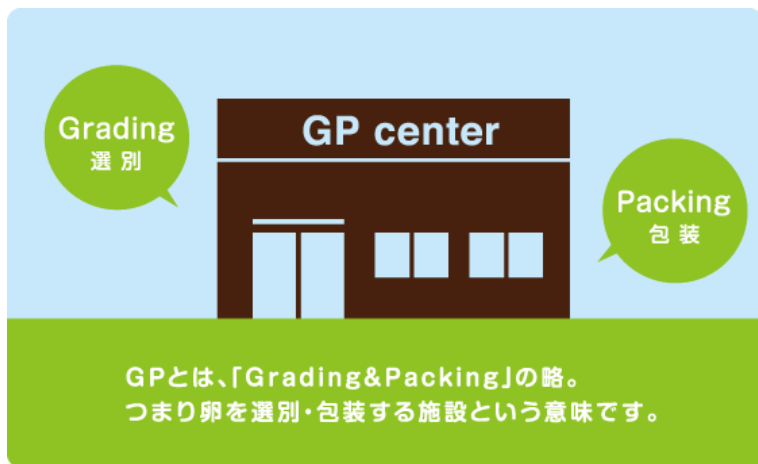 GP center
Grading
選別
Packing
包装
GPとは、「Grading&Packing」の略。
つまり卵を選別・包装する施設という意味です。